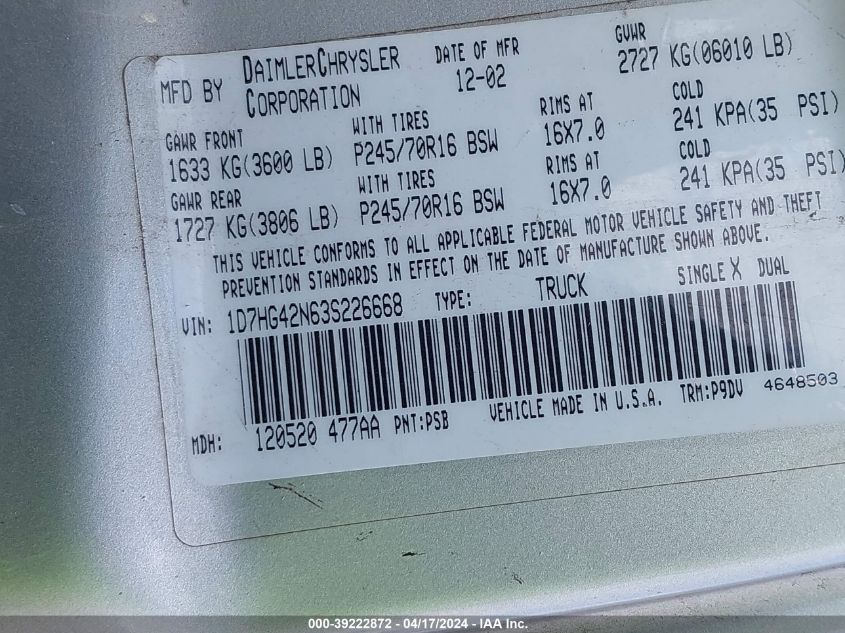 MFD BY DAIMLERCHRYSLER CORPORATION
DATE OF MFR 12-02
GVWR 2727 KG(06010 LB)
GAWR FRONT 1633 KG(3600 LB)
WITH TIRES P245/70R16 BSW
RIMS AT 16X7.0
COLD 241 KPA(35 PSI)
GAWR REAR 1727 KG(3806 LB)
WITH TIRES P245/70R16 BSW
RIMS AT 16X7.0
COLD 241 KPA(35 PSI)
THIS VEHICLE CONFORMS TO ALL APPLICABLE FEDERAL MOTOR VEHICLE SAFETY AND THEFT
PREVENTION STANDARDS IN EFFECT ON THE DATE OF MANUFACTURE SHOWN ABOVE.
VIN: 1D7HG42N63S226668 TYPE: TRUCK SINGLE X DUAL
MDH: 120520 477AA PNT:PSB VEHICLE MADE IN U.S.A. TRM:P9DV 4648503
000-39222872 - 04/17/2024 - IAA Inc.